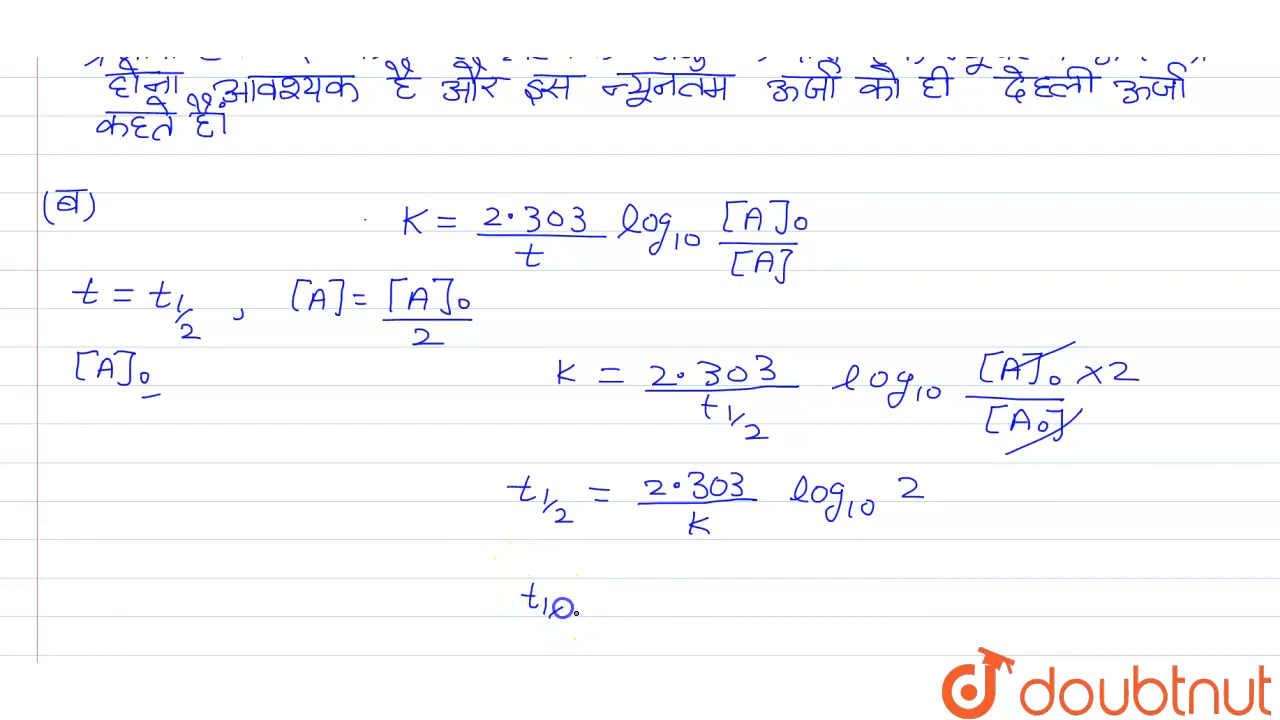 होना आवश्यक है और इस न्यूनतम ऊर्जा को ही देहली ऊर्जा
कहते हैं।
(ब)
K = 2.303/t log₁₀ [A]₀/[A]
t = t₁/₂ , [A] = [A]₀/2
[A]₀
K = 2.303/t₁/₂ log₁₀ [A]₀ × 2/[A₀]
t₁/₂ = 2.303/K log₁₀ 2
t₁
doubtnut